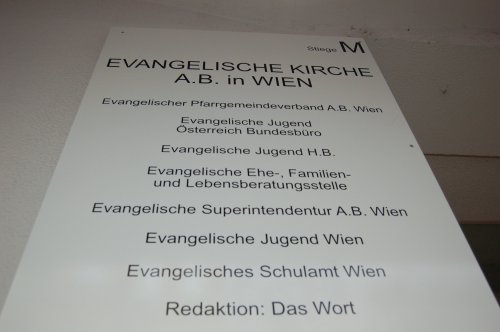 Stiege M
EVANGELISCHE KIRCHE
A.B. in WIEN
Evangelischer Pfarrgemeindeverband A.B. Wien
Evangelische Jugend
Österreich Bundesbüro
Evangelische Jugend H.B.
Evangelische Ehe-, Familien-
und Lebensberatungsstelle
Evangelische Superintendentur A.B. Wien
Evangelische Jugend Wien
Evangelisches Schulamt Wien
Redaktion: Das Wort